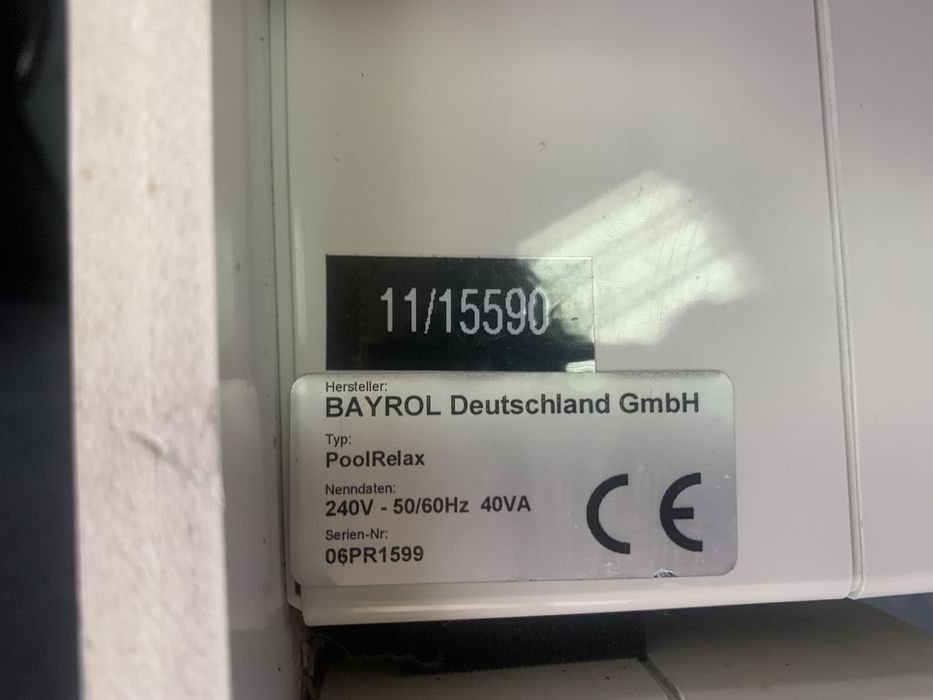 11/15590
Hersteller:
BAYROL Deutschland GmbH
Typ:
PoolRelax
Nenndaten:
240V - 50/60Hz 40VA
Serien-Nr:
06PR1599
CE